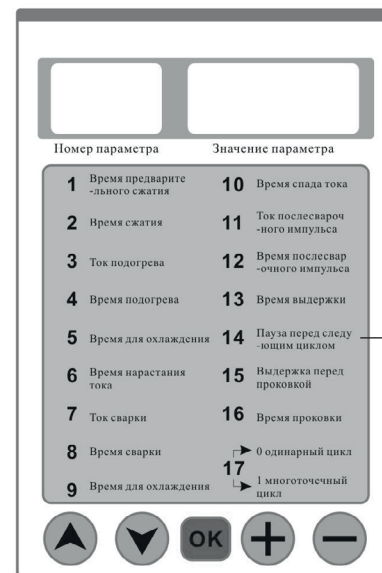 Номер параметра
Значение параметра
1 Время предварите
-льного сжатия
2 Время сжатия
3 Ток подогрева
4 Время подогрева
5 Время для охлаждения
6 Время нарастания
тока
7 Ток сварки
8 Время сварки
9 Время для охлаждения
10 Время спада тока
11 Ток послесвароч
-ного импульса
12 Время послесвар
-очного импульса
13 Время выдержки
14 Пауза перед следу
-ющим циклом
15 Выдержка перед
проковкой
16 Время проковки
17
0 одинарный цикл
1 многоточечный
цикл
OK